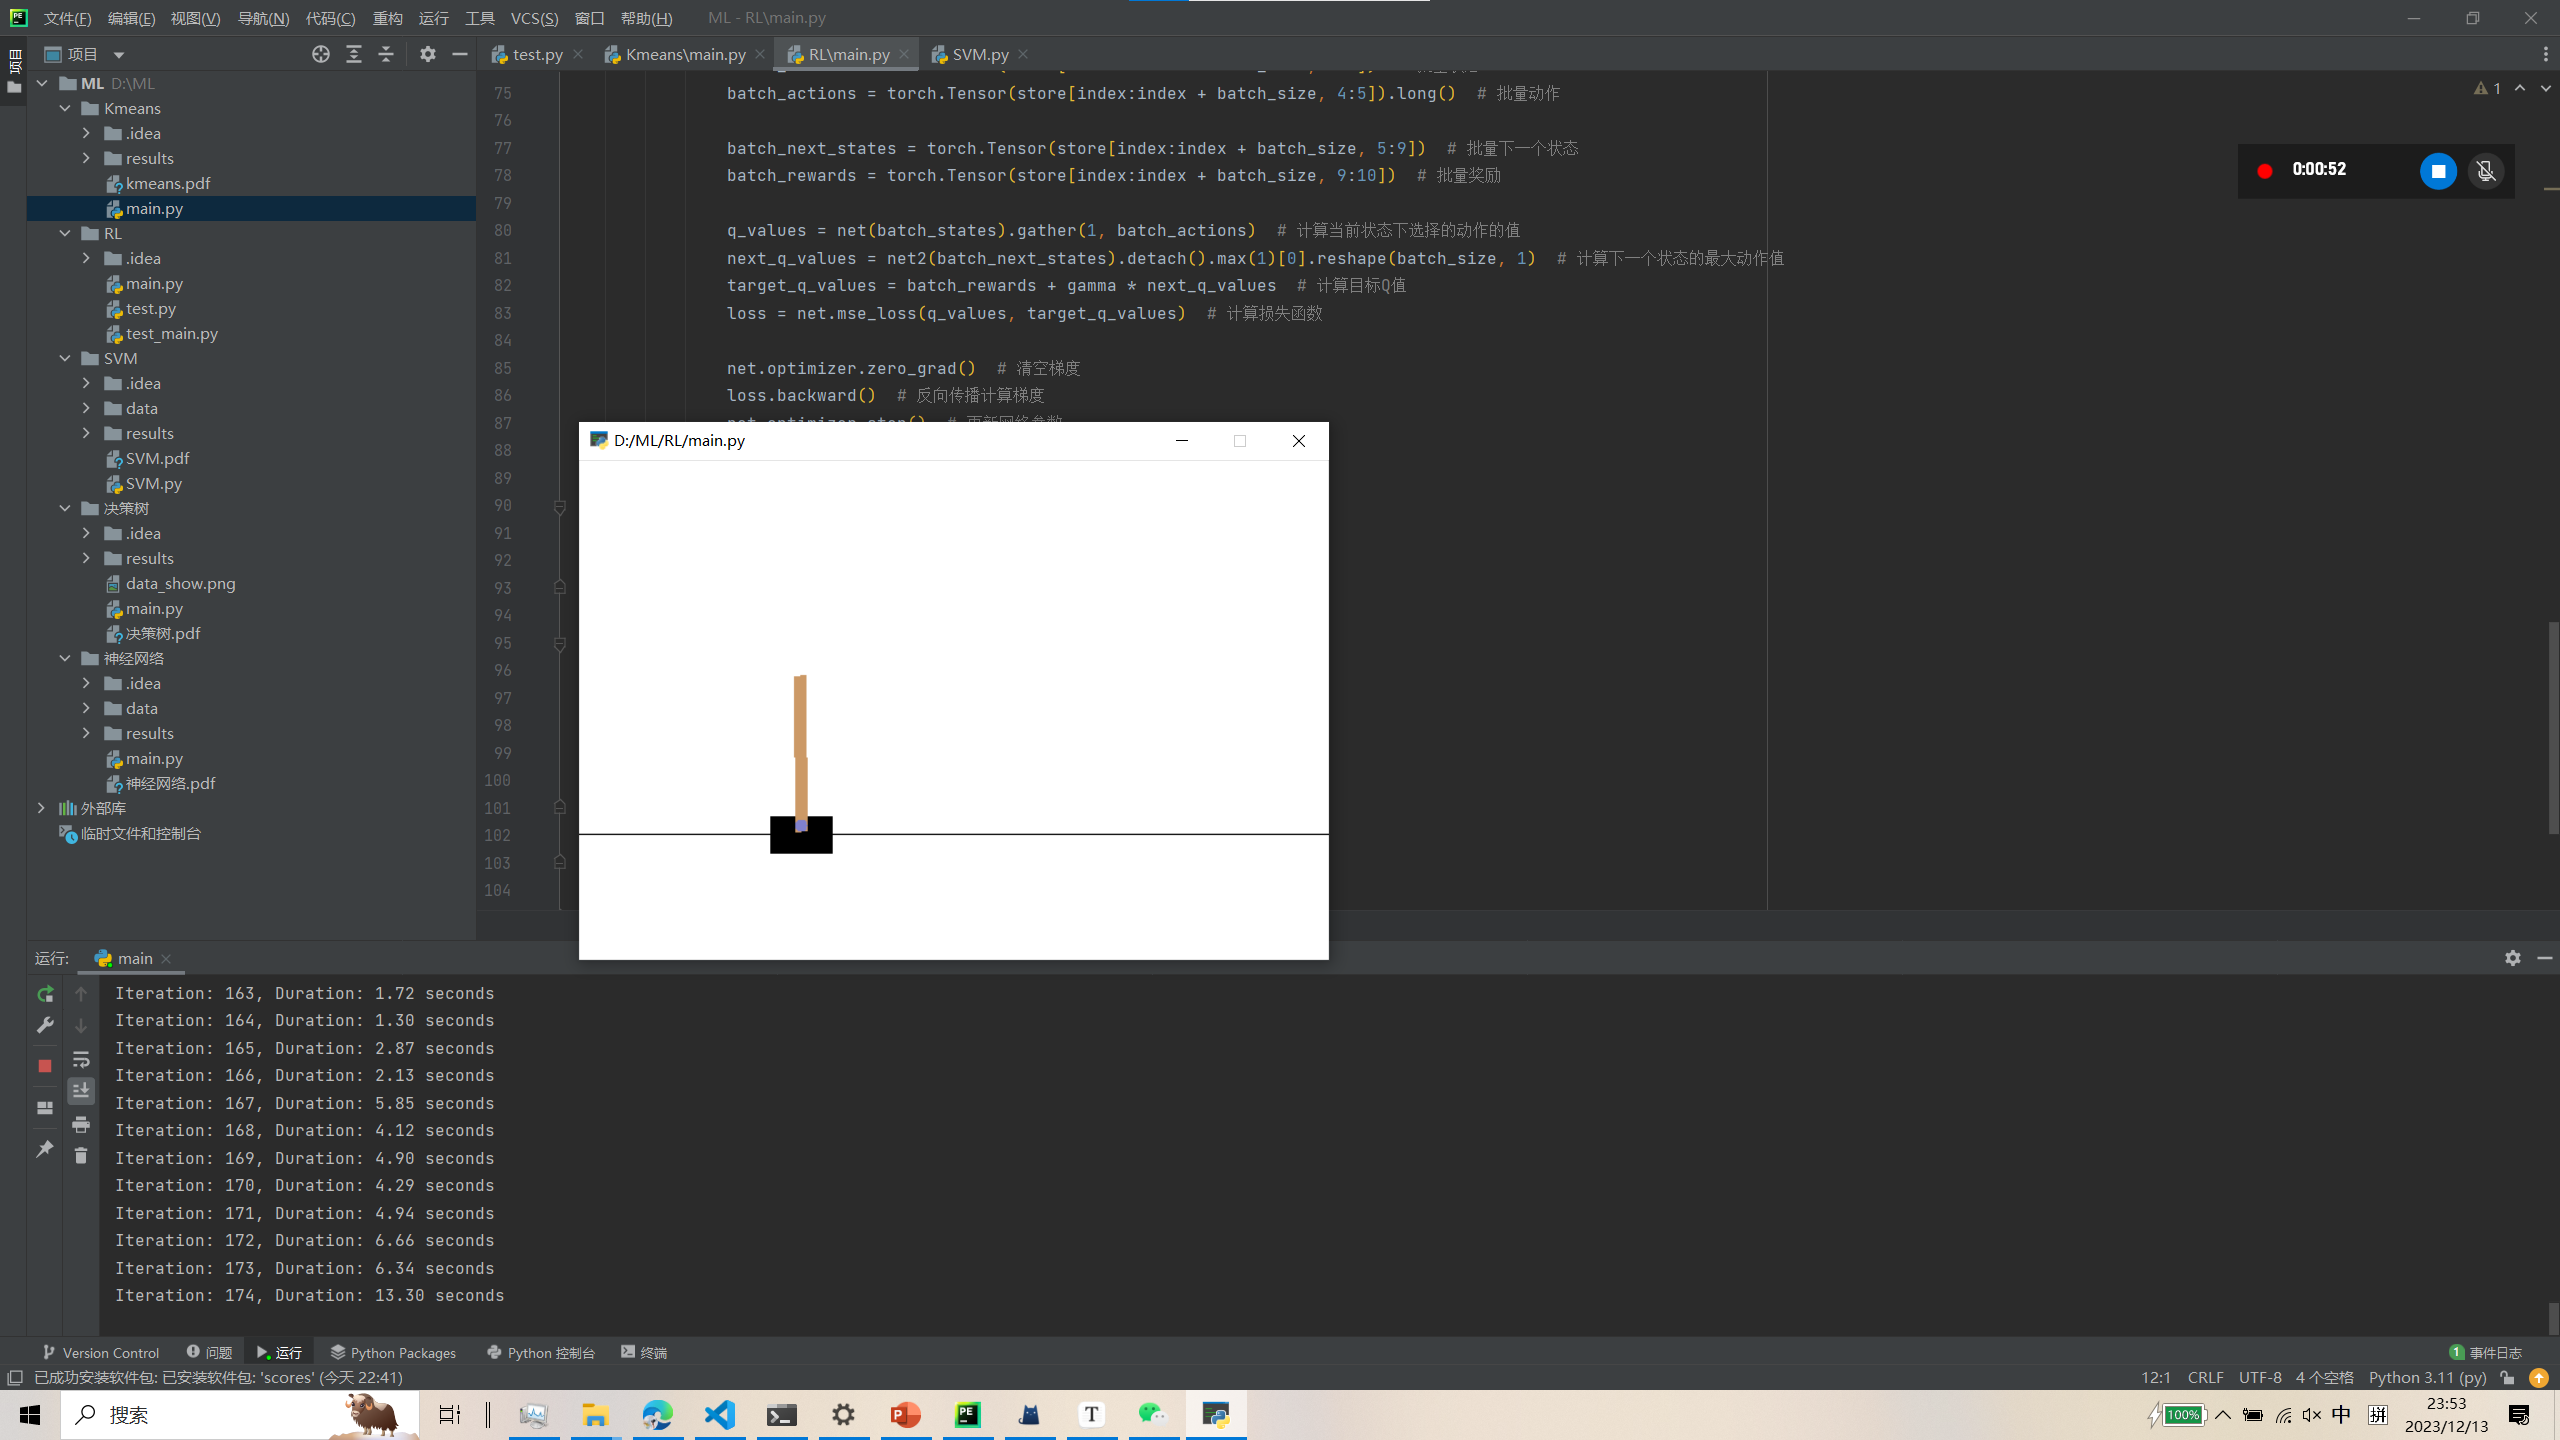 文件(F) 编辑(E) 视图(V) 导航(N) 代码(C) 重构 运行 工具 VCS(S) 窗口 帮助(H) ML - RL\main.py
项目
项目
test.py Kmeans\main.py RL\main.py SVM.py
ML D:\ML
Kmeans
.idea
results
kmeans.pdf
main.py
RL
.idea
main.py
test.py
test_main.py
SVM
.idea
data
results
SVM.pdf
SVM.py
决策树
.idea
results
data_show.png
main.py
决策树.pdf
神经网络
.idea
data
results
main.py
神经网络.pdf
外部库
临时文件和控制台
75 batch_actions = torch.Tensor(store[index:index + batch_size, 4:5]).long()  # 批量动作
76
77 batch_next_states = torch.Tensor(store[index:index + batch_size, 5:9])  # 批量下一个状态
78 batch_rewards = torch.Tensor(store[index:index + batch_size, 9:10])  # 批量奖励
79
80 q_values = net(batch_states).gather(1, batch_actions)  # 计算当前状态下选择的动作的值
81 next_q_values = net2(batch_next_states).detach().max(1)[0].reshape(batch_size, 1)  # 计算下一个状态的最大动作值
82 target_q_values = batch_rewards + gamma * next_q_values  # 计算目标Q值
83 loss = net.mse_loss(q_values, target_q_values)  # 计算损失函数
84
85 net.optimizer.zero_grad()  # 清空梯度
86 loss.backward()  # 反向传播计算梯度
87
88
89
90
91
92
93
94
95
96
97
98
99
100
101
102
103
104
1
0:00:52
D:/ML/RL/main.py
运行: main
Iteration: 163, Duration: 1.72 seconds
Iteration: 164, Duration: 1.30 seconds
Iteration: 165, Duration: 2.87 seconds
Iteration: 166, Duration: 2.13 seconds
Iteration: 167, Duration: 5.85 seconds
Iteration: 168, Duration: 4.12 seconds
Iteration: 169, Duration: 4.90 seconds
Iteration: 170, Duration: 4.29 seconds
Iteration: 171, Duration: 4.94 seconds
Iteration: 172, Duration: 6.66 seconds
Iteration: 173, Duration: 6.34 seconds
Iteration: 174, Duration: 13.30 seconds
Version Control 问题 运行 Python Packages Python 控制台 终端 1 事件日志
已成功安装软件包: 已安装软件包: 'scores' (今天 22:41) 12:1 CRLF UTF-8 4 个空格 Python 3.11 (py)
搜索 100% 中 拼 23:53
2023/12/13